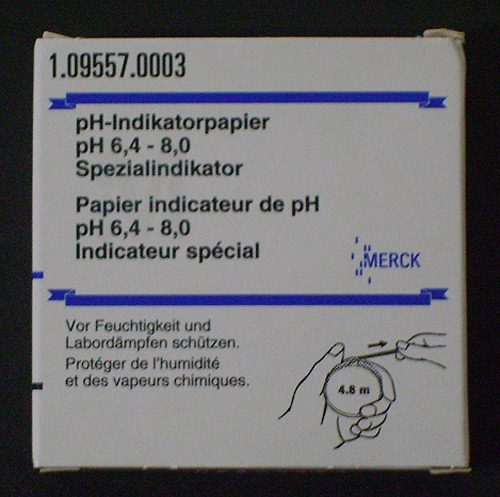 1.09557.0003
pH-Indikatorpapier
pH 6,4 - 8,0
Spezialindikator
Papier indicateur de pH
pH 6,4 - 8,0
Indicateur spécial
MERCK
Vor Feuchtigkeit und
Labordämpfen schützen.
Protéger de l'humidité
et des vapeurs chimiques.
4.8 m